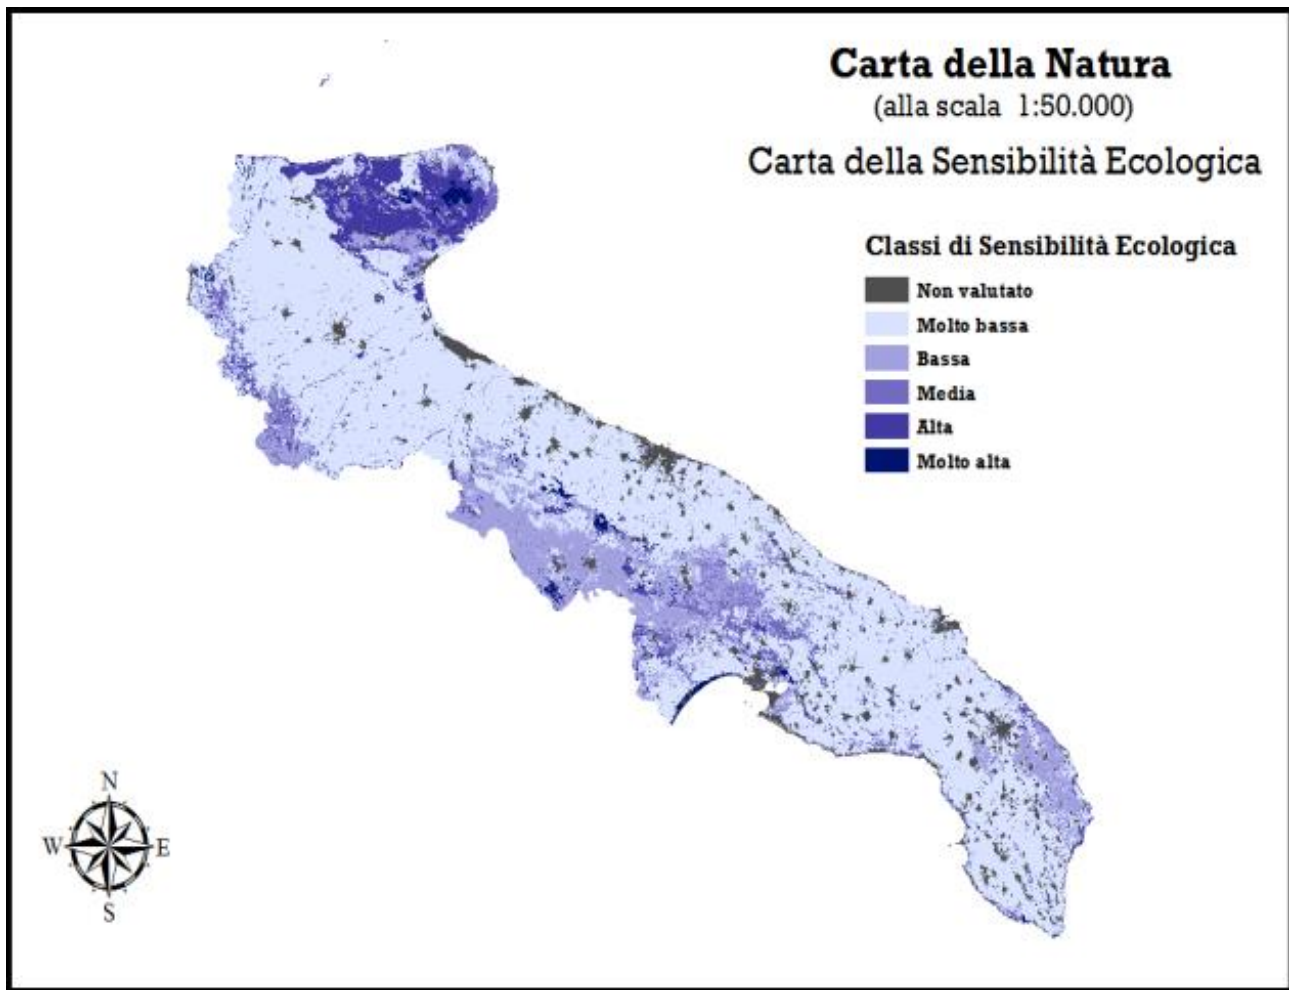 Carta della Natura
(alla scala 1:50.000)
Carta della Sensibilità Ecologica
Classi di Sensibilità Ecologica
Non valutato
Molto bassa
Bassa
Media
Alta
Molto alta
N
W E
S